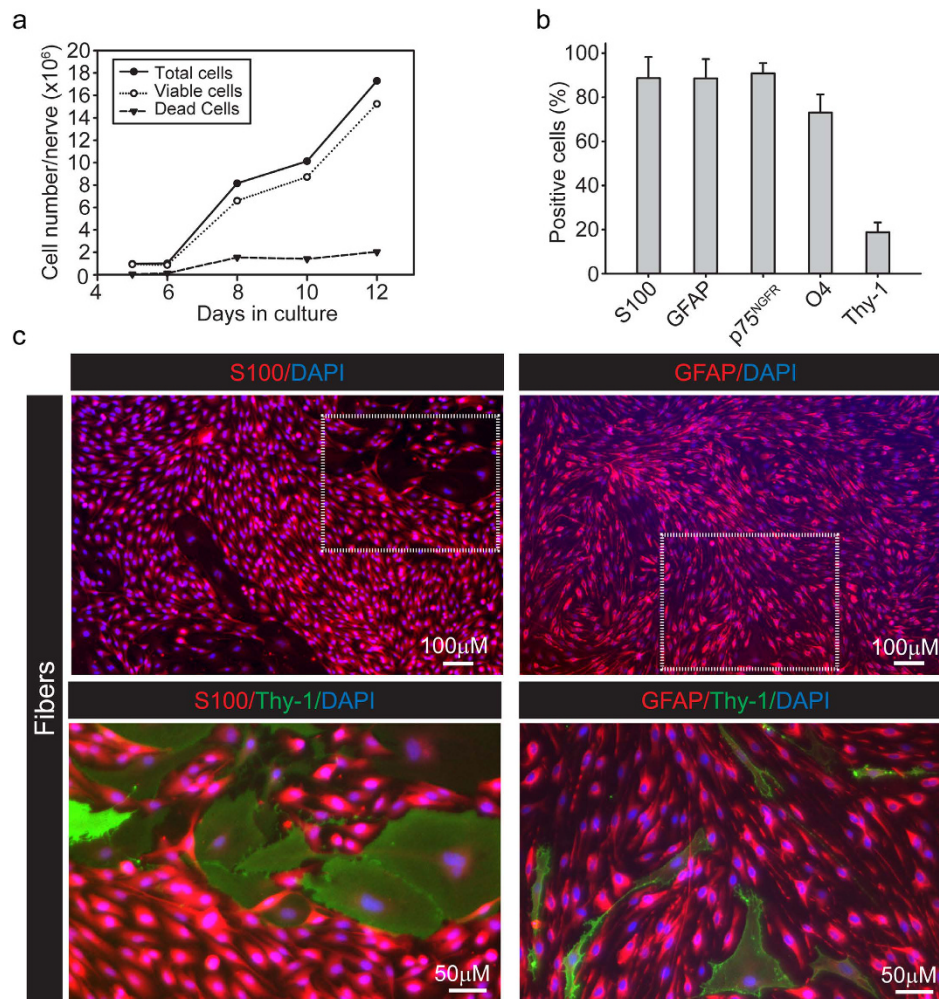 a
Cell number/nerve (x10⁶)
20
18
16
14
12
10
8
6
4
2
0
Total cells
Viable cells
Dead Cells
4 6 8 10 12
Days in culture
b
Positive cells (%)
100
80
60
40
20
0
S100 GFAP p75ᴺᴳᶠᴿ O4 Thy-1
c
S100/DAPI
GFAP/DAPI
Fibers
100μM
100μM
S100/Thy-1/DAPI
GFAP/Thy-1/DAPI
50μM
50μM